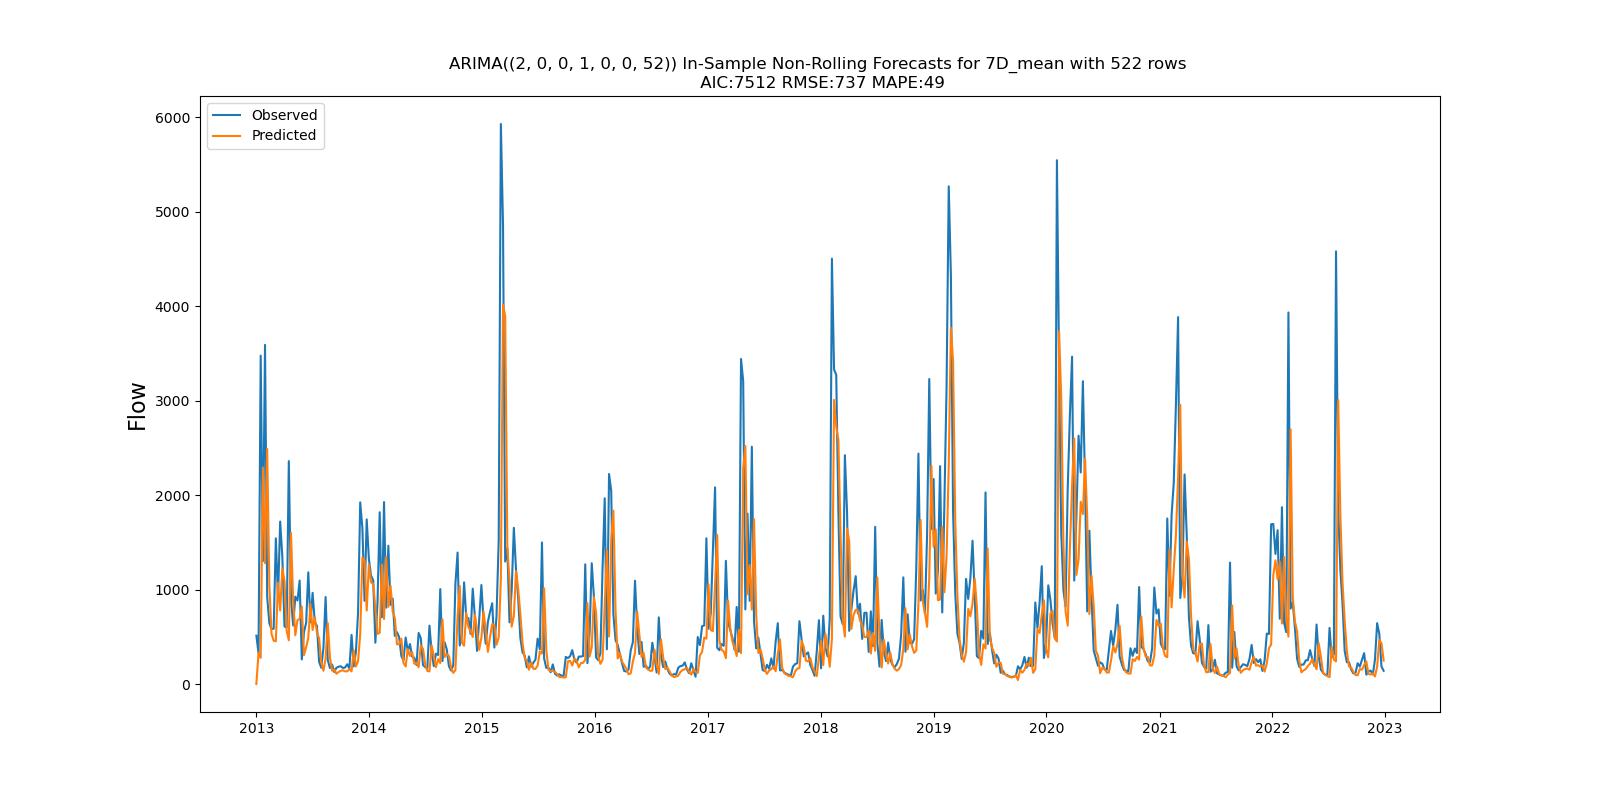 ARIMA((2, 0, 0, 1, 0, 0, 52)) In-Sample Non-Rolling Forecasts for 7D_mean with 522 rows
AIC:7512 RMSE:737 MAPE:49
Observed
Predicted
6000
5000
4000
3000
2000
1000
0
Flow
2013 2014 2015 2016 2017 2018 2019 2020 2021 2022 2023